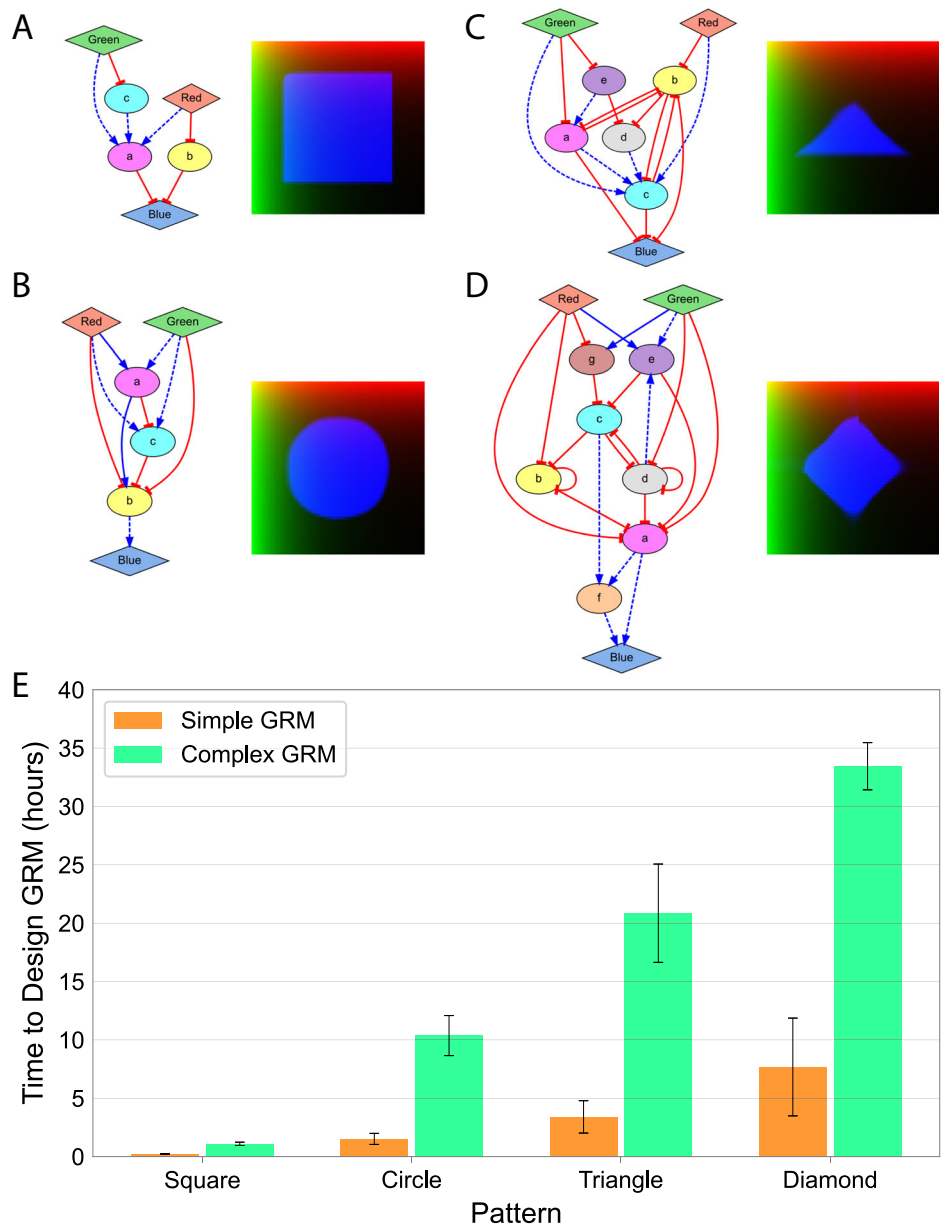 A
Green
c
Red
a
b
Blue
C
Green
Red
e
b
a
d
c
Blue
B
Red
Green
a
c
b
Blue
D
Red
Green
g
e
c
b
d
a
f
Blue
E
Simple GRM
Complex GRM
Time to Design GRM (hours)
40
35
30
25
20
15
10
5
0
Square Circle Triangle Diamond
Pattern